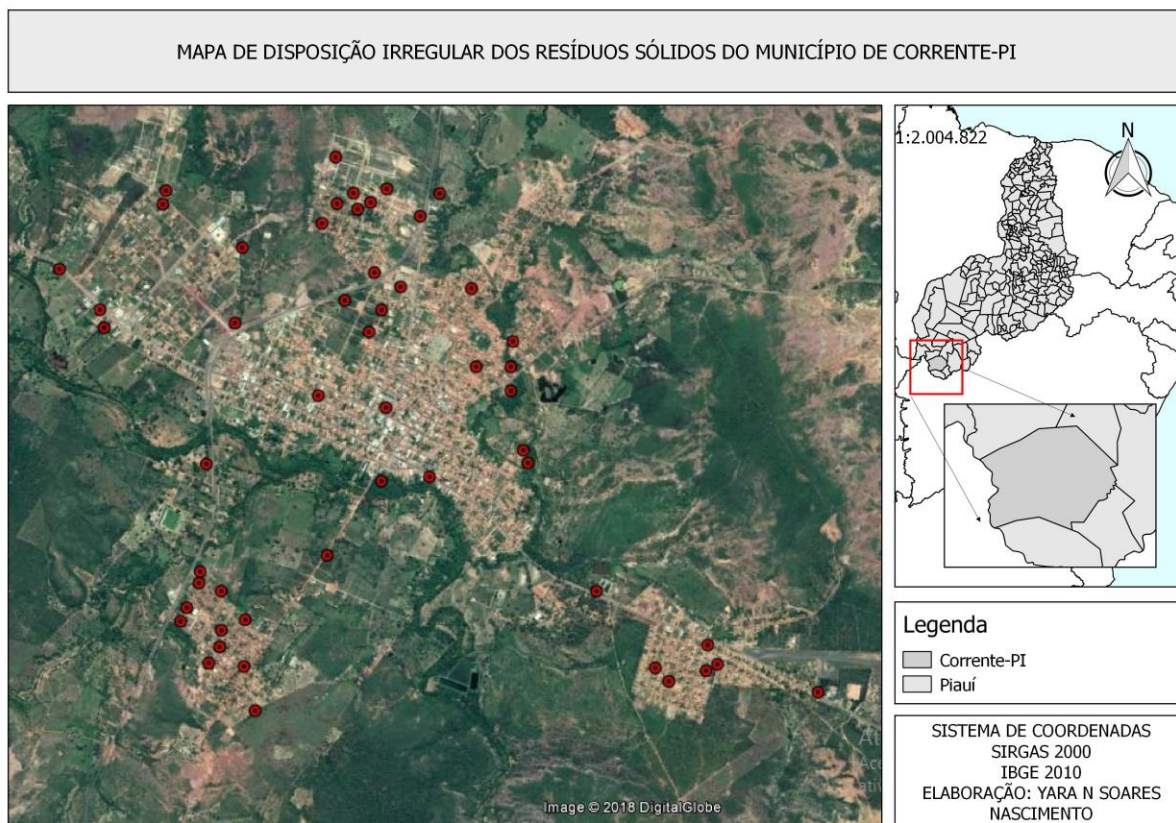 MAPA DE DISPOSIÇÃO IRREGULAR DOS RESÍDUOS SÓLIDOS DO MUNICÍPIO DE CORRENTE-PI
1:2.004.822
N
Legenda
Corrente-PI
Piauí
SISTEMA DE COORDENADAS
SIRGAS 2000
IBGE 2010
ELABORAÇÃO: YARA N SOARES
NASCIMENTO
Image © 2018 DigitalGlobe